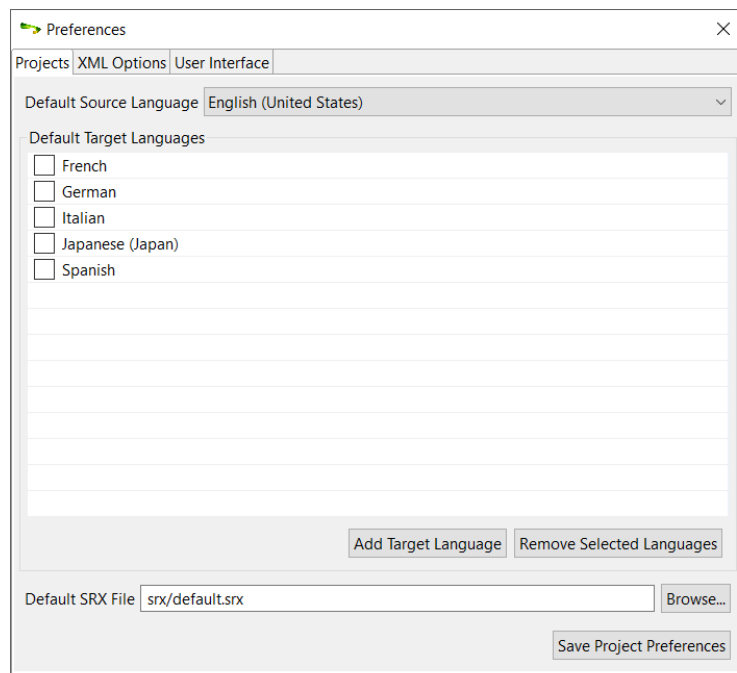 Preferences
Projects XML Options User Interface
Default Source Language English (United States)
Default Target Languages
French
German
Italian
Japanese (Japan)
Spanish
Add Target Language Remove Selected Languages
Default SRX File srx/default.srx Browse...
Save Project Preferences